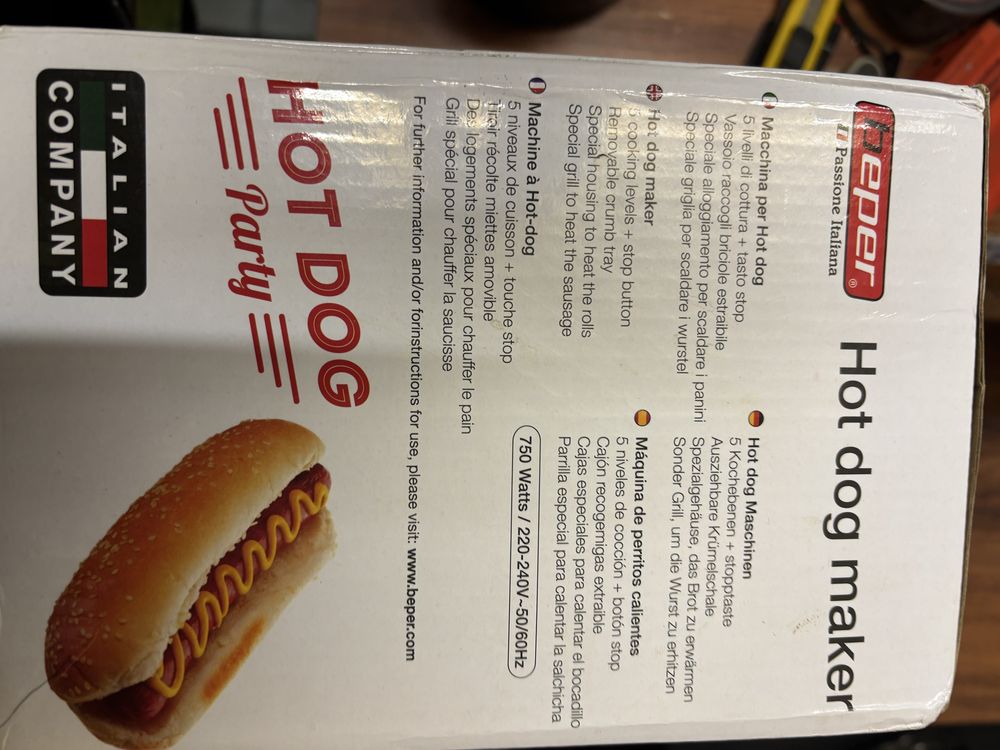 beper®
Passione Italiana
Hot dog maker
Macchina per Hot dog
5 livelli di cottura + tasto stop
Vassoio raccogli briciole estraibile
Speciale alloggiamento per scaldare i panini
Speciale griglia per scaldare i wurstel
Hot dog maker
5 cooking levels + stop button
Removable crumb tray
Special housing to heat the rolls
Special grill to heat the sausage
Machine à Hot-dog
5 niveaux de cuisson + touche stop
Tiroir récolte miettes amovible
Des logements spéciaux pour chauffer le pain
Grill spécial pour chauffer la saucisse
Hot dog Maschinen
5 Kochebenen + stopptaste
Ausziehbare Krümelschale
Spezialgehäuse, das Brot zu erwärmen
Sonder Grill, um die Wurst zu erhitzen
Máquina de perritos calientes
5 niveles de cocción + botón stop
Cajón recogemigas extraible
Cajas especiales para calentar el bocadillo
Parrilla especial para calentar la salchicha
750 Watts / 220-240V~50/60Hz
For further information and/or forinstructions for use, please visit: www.beper.com
HOT DOG
Party
ITALIAN
COMPANY